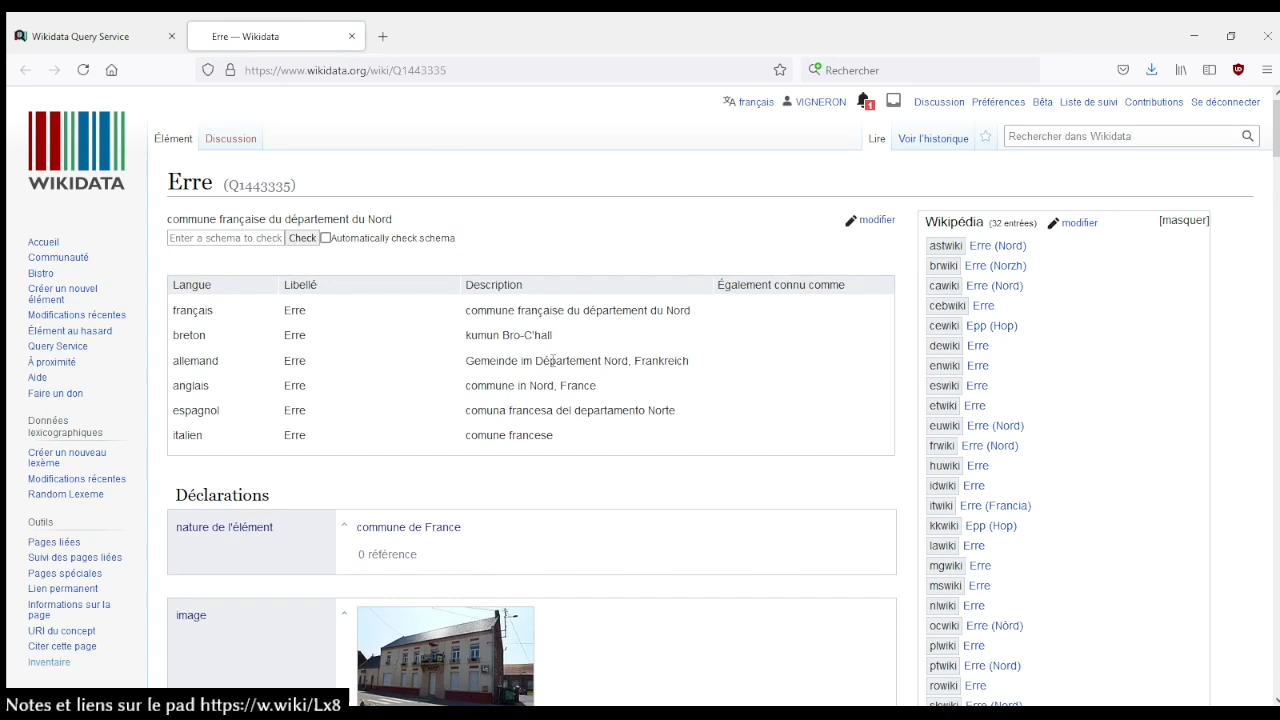 Wikidata Query Service
Erre — Wikidata
https://www.wikidata.org/wiki/Q1443335
Rechercher
français VIGNERON 1 Discussion Préférences Bêta Liste de suivi Contributions Se déconnecter
WIKIDATA
Élément Discussion
Lire Voir l'historique Rechercher dans Wikidata
Erre (Q1443335)
commune française du département du Nord
modifier
Enter a schema to check Check Automatically check schema
Langue Libellé Description Également connu comme
français Erre commune française du département du Nord
breton Erre kumun Bro-C'hall
allemand Erre Gemeinde im Département Nord, Frankreich
anglais Erre commune in Nord, France
espagnol Erre comuna francesa del departamento Norte
italien Erre comune francese
Déclarations
nature de l'élément commune de France
0 référence
image
Accueil
Communauté
Bistro
Créer un nouvel
élément
Modifications récentes
Élément au hasard
Query Service
À proximité
Aide
Faire un don
Données
lexicographiques
Créer un nouveau
lexème
Modifications récentes
Random Lexeme
Outils
Pages liées
Suivi des pages liées
Pages spéciales
Lien permanent
Informations sur la
page
URI du concept
Citer cette page
Inventaire
Wikipédia (32 entrées) modifier [masquer]
astwiki Erre (Nord)
brwiki Erre (Norzh)
cawiki Erre (Nord)
cebwiki Erre
cewiki Epp (Hop)
dewiki Erre
enwiki Erre
eswiki Erre
etwiki Erre
euwiki Erre (Nord)
frwiki Erre (Nord)
huwiki Erre
idwiki Erre
itwiki Erre (Francia)
kkwiki Epp (Hop)
lawiki Erre
mgwiki Erre
mswiki Erre
nlwiki Erre
ocwiki Erre (Nòrd)
plwiki Erre
ptwiki Erre (Nord)
rowiki Erre
Notes et liens sur le pad https://w.wiki/Lx8